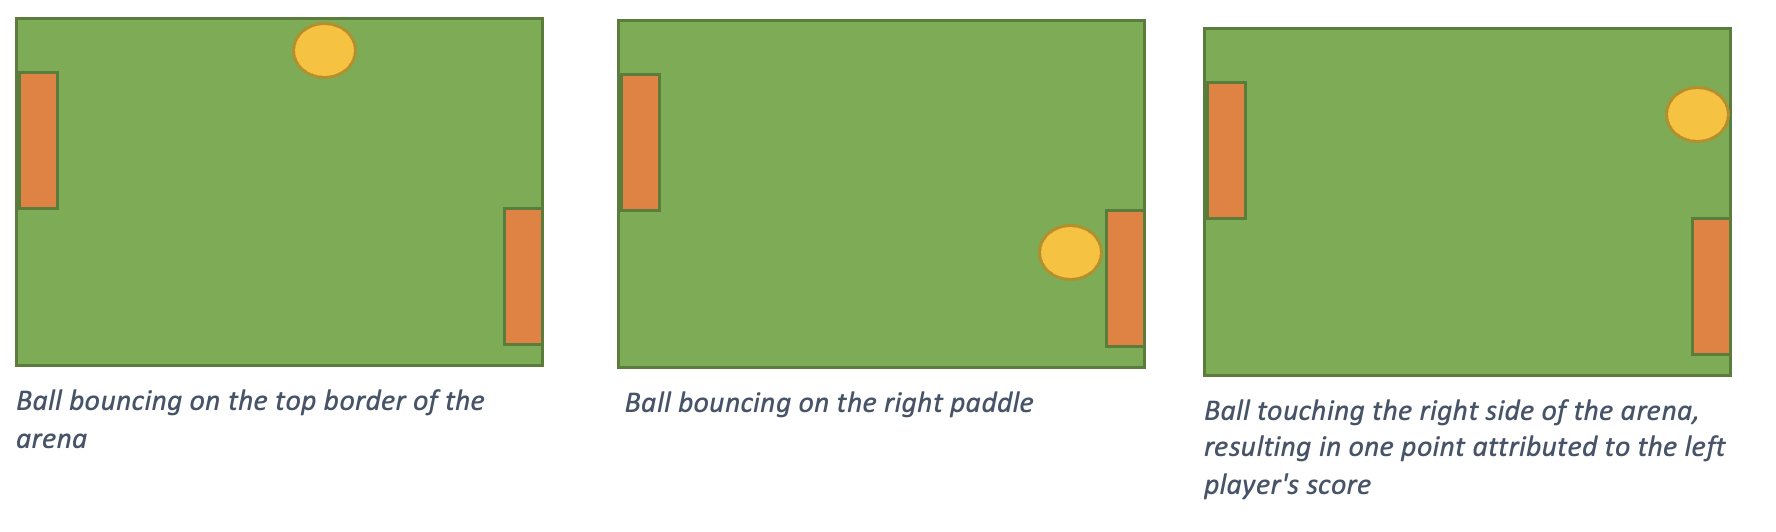 Ball bouncing on the top border of the
arena
Ball bouncing on the right paddle
Ball touching the right side of the arena,
resulting in one point attributed to the left
player's score